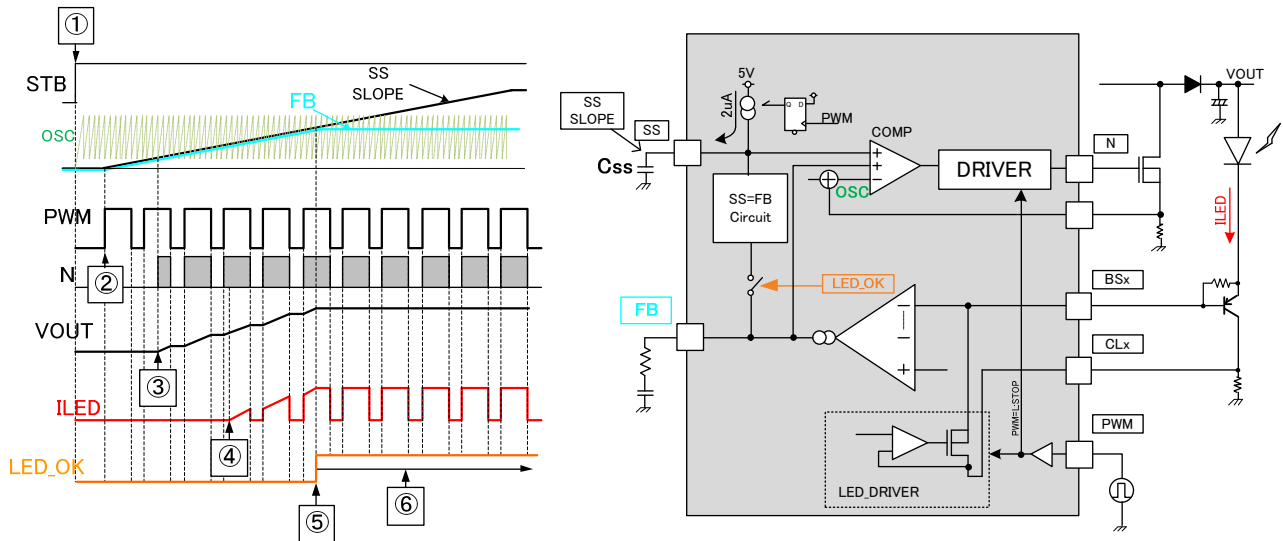 ①
STB
SS
SLOPE
FB
OSC
PWM
②
N
VOUT
③
ILED
④
LED_OK
⑤
⑥
SS
SLOPE
SS
Css
5V
2uA
Q D
PWM
COMP
+
+
−
OSC
DRIVER
N
VOUT
ILED
SS=FB
Circuit
LED_OK
FB
−
−
+
BSx
CLx
PWM=L:STOP
PWM
LED_DRIVER